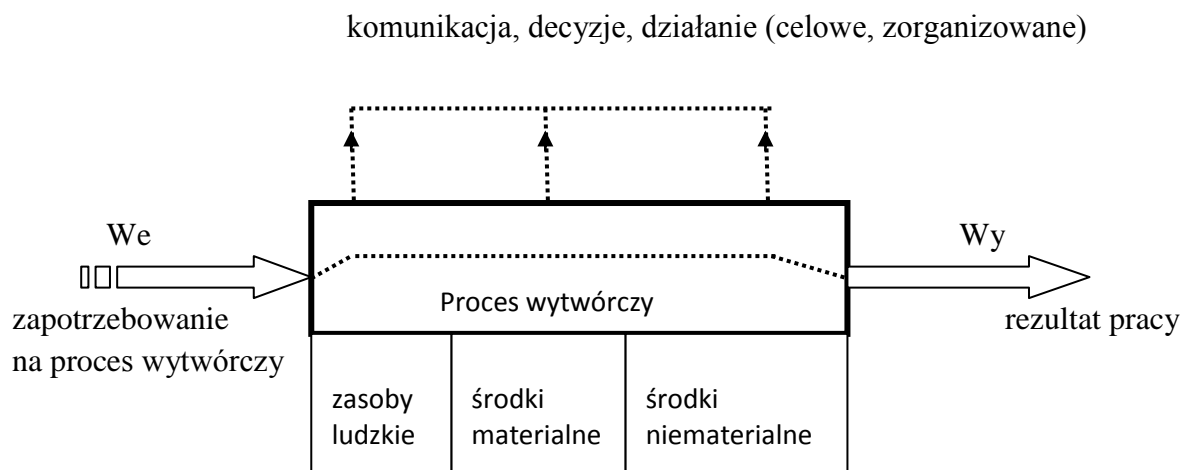 komunikacja, decyzje, działanie (celowe, zorganizowane)
We
Wy
zapotrzebowanie
na proces wytwórczy
Proces wytwórczy
rezultat pracy
zasoby
ludzkie
środki
materialne
środki
niematerialne